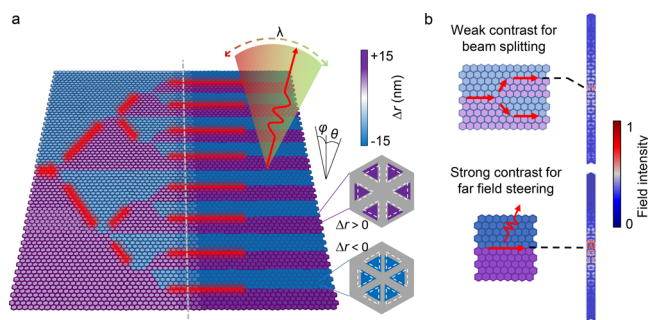 a
λ
+15
Δr (nm)
-15
φ
θ
Δr > 0
Δr < 0
b
Weak contrast for
beam splitting
Strong contrast for
far field steering
1
Field intensity
0